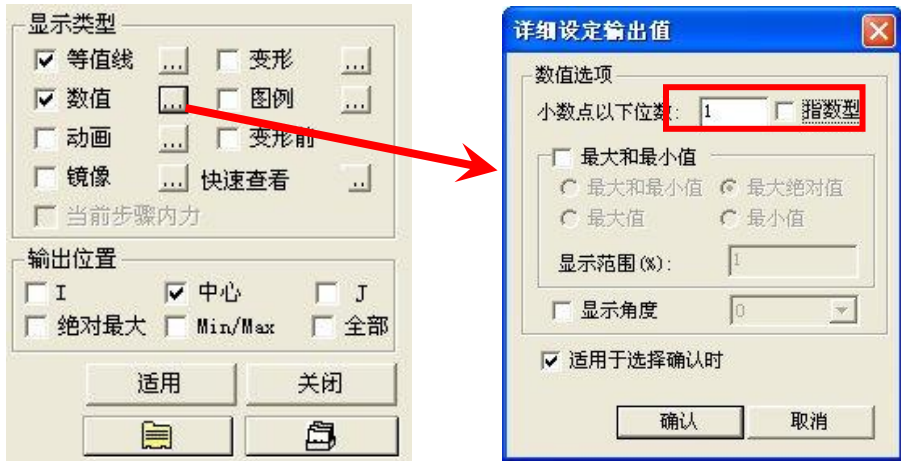 显示类型
等值线 ... 变形 ...
数值 ... 图例 ...
动画 ... 变形前
镜像 ... 快速查看 ..
当前步骤内力
输出位置
I 中心 J
绝对最大 Min/Max 全部
适用 关闭
详细设定输出值
数值选项
小数点以下位数: 1 指数型
最大和最小值
最大和最小值 最大绝对值
最大值 最小值
显示范围(%): 1
显示角度 0
适用于选择确认时
确认 取消